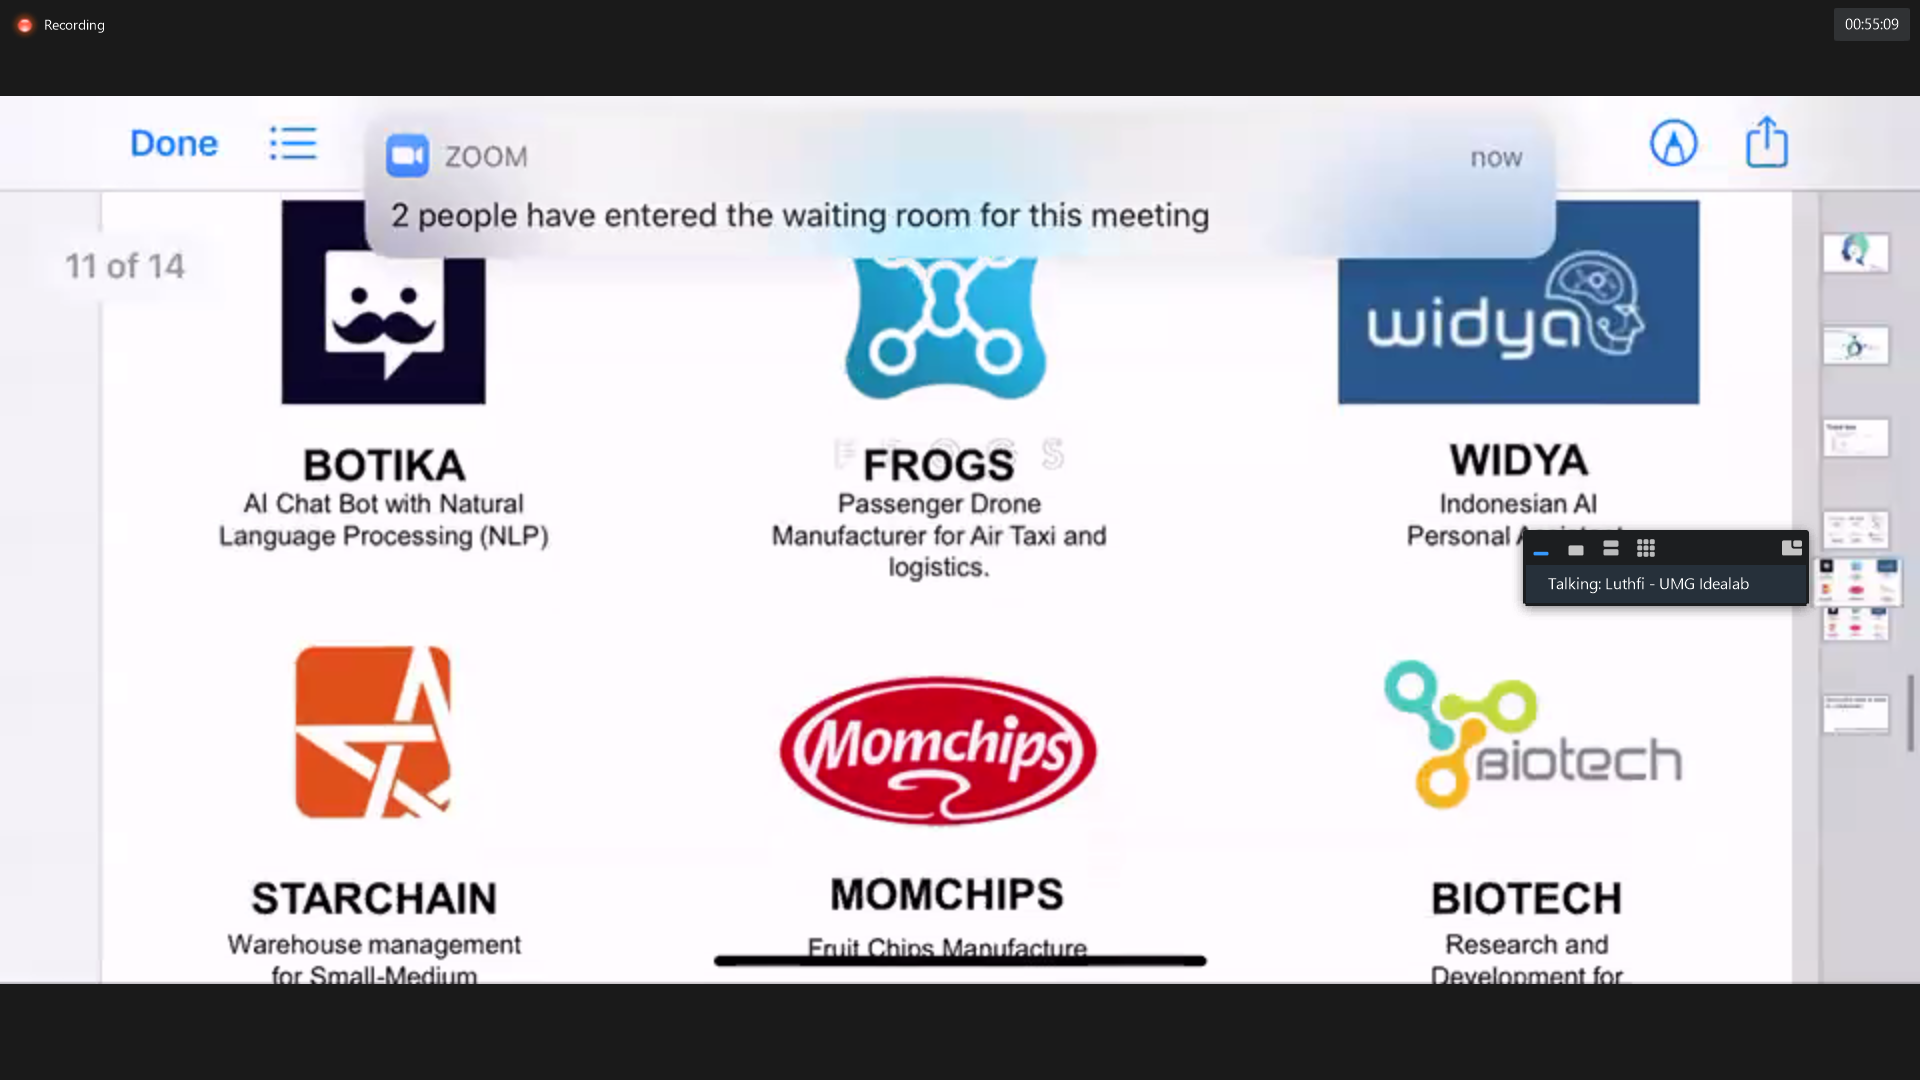 Recording
00:55:09
Done
ZOOM
now
2 people have entered the waiting room for this meeting
11 of 14
widya
BOTIKA
AI Chat Bot with Natural
Language Processing (NLP)
FROGS
FROGS
Passenger Drone
Manufacturer for Air Taxi and
logistics.
WIDYA
Indonesian AI
Personal
Talking: Luthfi - UMG Idealab
Momchips
Biotech
STARCHAIN
Warehouse management
for Small-Medium
MOMCHIPS
Fruit Chips Manufacture
BIOTECH
Research and
Development for